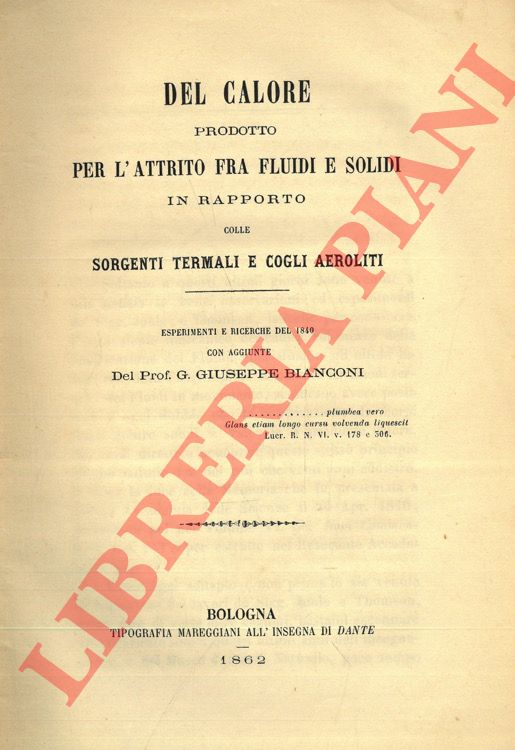 DEL CALORE
PRODOTTO
PER L'ATTRITO FRA FLUIDI E SOLIDI
IN RAPPORTO
COLLE
SORGENTI TERMALI E COGLI AEROLITI
ESPERIMENTI E RICERCHE DEL 1840
CON AGGIUNTE
Del Prof. G. GIUSEPPE BIANCONI
............. plumbea vero
Glans etiam longo cursu volvenda liquescit
Lucr. R. N. VI. v. 178 e 306.
BOLOGNA
TIPOGRAFIA MAREGGIANI ALL' INSEGNA DI DANTE
1862
LIBRERIA PIANI